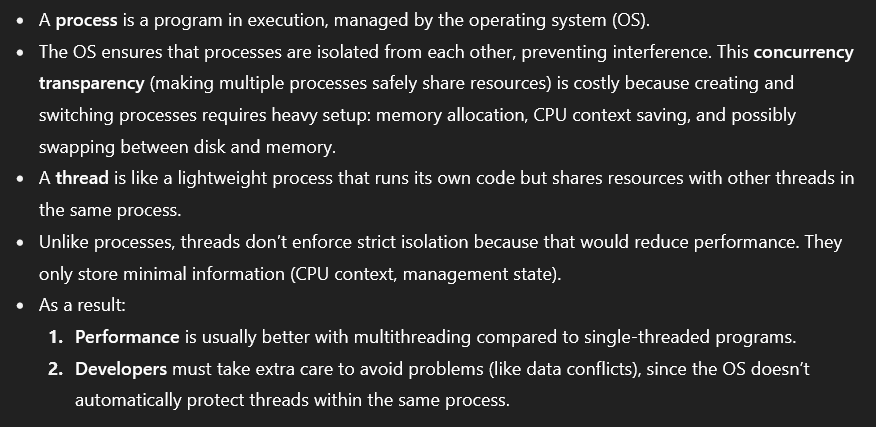 • A process is a program in execution, managed by the operating system (OS).
• The OS ensures that processes are isolated from each other, preventing interference. This concurrency
transparency (making multiple processes safely share resources) is costly because creating and
switching processes requires heavy setup: memory allocation, CPU context saving, and possibly
swapping between disk and memory.
• A thread is like a lightweight process that runs its own code but shares resources with other threads in
the same process.
• Unlike processes, threads don’t enforce strict isolation because that would reduce performance. They
only store minimal information (CPU context, management state).
• As a result:
1. Performance is usually better with multithreading compared to single-threaded programs.
2. Developers must take extra care to avoid problems (like data conflicts), since the OS doesn’t
automatically protect threads within the same process.